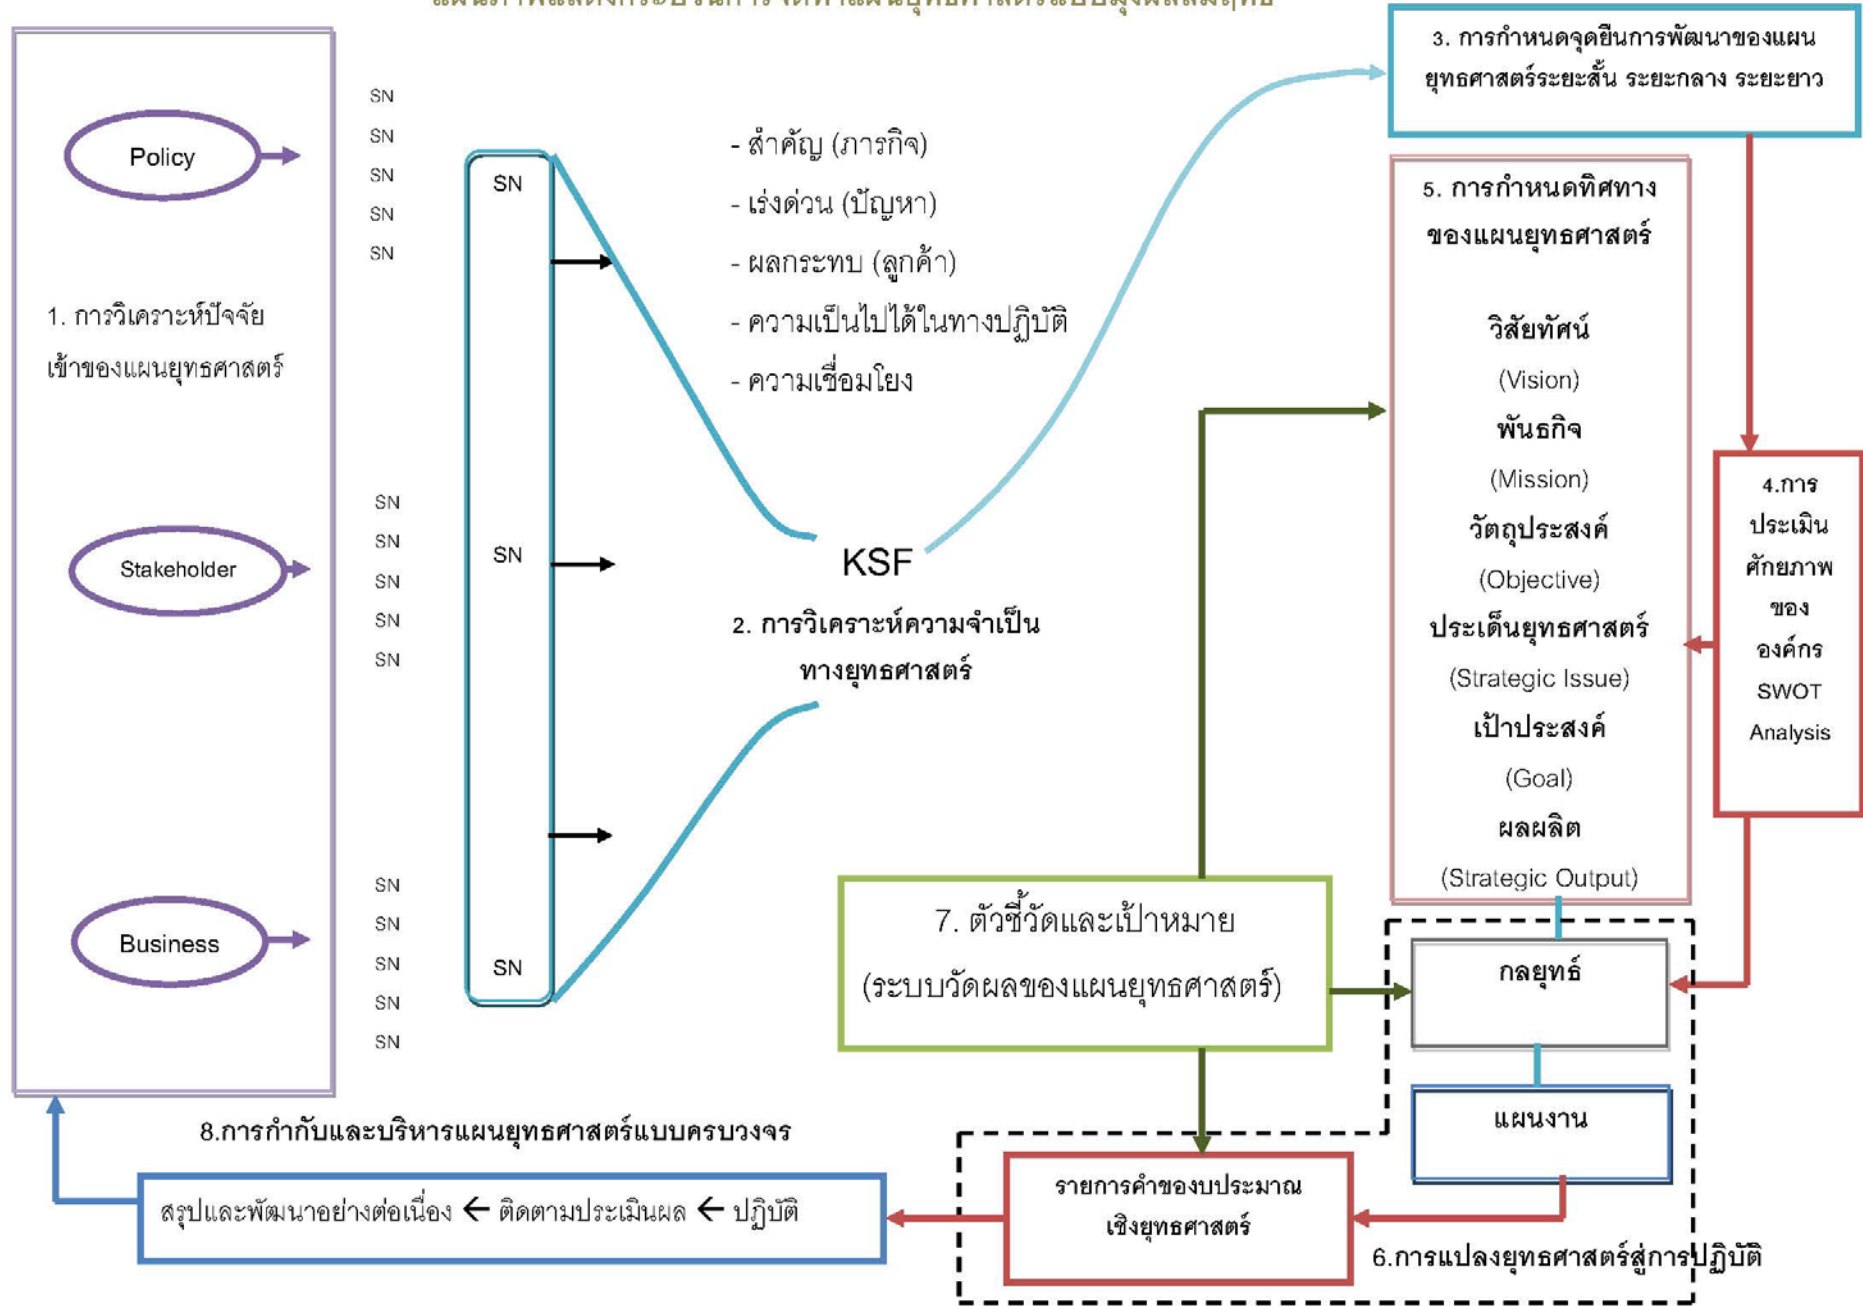 3. การกำหนดจุดยืนการพัฒนาของแผน
ยุทธศาสตร์ระยะสั้น ระยะกลาง ระยะยาว
Policy
SN
SN
SN
SN
SN
1. การวิเคราะห์ปัจจัย
เข้าของแผนยุทธศาสตร์
Stakeholder
SN
SN
SN
SN
SN
Business
SN
SN
SN
SN
SN
SN
SN
SN
- สำคัญ (ภารกิจ)
- เร่งด่วน (ปัญหา)
- ผลกระทบ (ลูกค้า)
- ความเป็นไปได้ในทางปฏิบัติ
- ความเชื่อมโยง
KSF
2. การวิเคราะห์ความจำเป็น
ทางยุทธศาสตร์
5. การกำหนดทิศทาง
ของแผนยุทธศาสตร์
วิสัยทัศน์
(Vision)
พันธกิจ
(Mission)
วัตถุประสงค์
(Objective)
ประเด็นยุทธศาสตร์
(Strategic Issue)
เป้าประสงค์
(Goal)
ผลผลิต
(Strategic Output)
4.การ
ประเมิน
ศักยภาพ
ของ
องค์กร
SWOT
Analysis
7. ตัวชี้วัดและเป้าหมาย
(ระบบวัดผลของแผนยุทธศาสตร์)
กลยุทธ์
แผนงาน
8.การกำกับและบริหารแผนยุทธศาสตร์แบบครบวงจร
สรุปและพัฒนาอย่างต่อเนื่อง ← ติดตามประเมินผล ← ปฏิบัติ
รายการคำของบประมาณ
เชิงยุทธศาสตร์
6.การแปลงยุทธศาสตร์สู่การปฏิบัติ